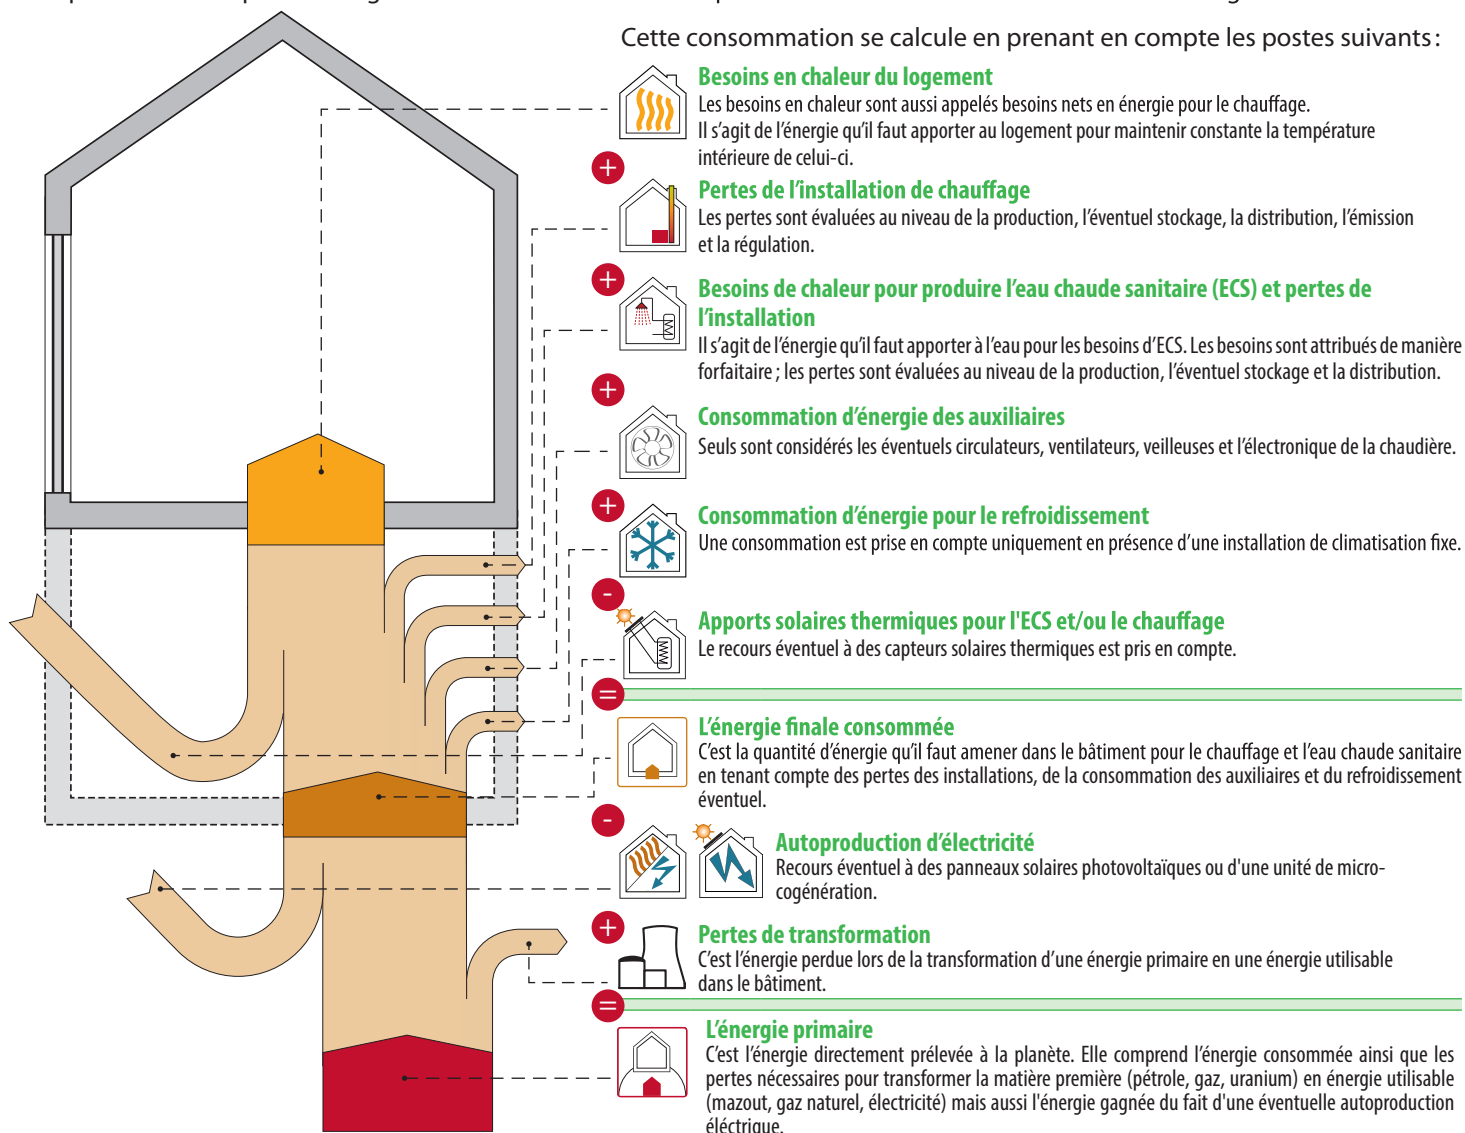 Cette consommation se calcule en prenant en compte les postes suivants :
Besoins en chaleur du logement
Les besoins en chaleur sont aussi appelés besoins nets en énergie pour le chauffage.
Il s'agit de l'énergie qu'il faut apporter au logement pour maintenir constante la température
intérieure de celui-ci.
+
Pertes de l'installation de chauffage
Les pertes sont évaluées au niveau de la production, l'éventuel stockage, la distribution, l'émission
et la régulation.
+
Besoins de chaleur pour produire l'eau chaude sanitaire (ECS) et pertes de
l'installation
Il s'agit de l'énergie qu'il faut apporter à l'eau pour les besoins d'ECS. Les besoins sont attribués de manière
forfaitaire ; les pertes sont évaluées au niveau de la production, l'éventuel stockage et la distribution.
+
Consommation d'énergie des auxiliaires
Seuls sont considérés les éventuels circulateurs, ventilateurs, veilleuses et l'électronique de la chaudière.
+
Consommation d'énergie pour le refroidissement
Une consommation est prise en compte uniquement en présence d'une installation de climatisation fixe.
-
Apports solaires thermiques pour l'ECS et/ou le chauffage
Le recours éventuel à des capteurs solaires thermiques est pris en compte.
=
L'énergie finale consommée
C'est la quantité d'énergie qu'il faut amener dans le bâtiment pour le chauffage et l'eau chaude sanitaire
en tenant compte des pertes des installations, de la consommation des auxiliaires et du refroidissement
éventuel.
-
Autoproduction d'électricité
Recours éventuel à des panneaux solaires photovoltaïques ou d'une unité de micro-
cogénération.
+
Pertes de transformation
C'est l'énergie perdue lors de la transformation d'une énergie primaire en une énergie utilisable
dans le bâtiment.
=
L'énergie primaire
C'est l'énergie directement prélevée à la planète. Elle comprend l'énergie consommée ainsi que les
pertes nécessaires pour transformer la matière première (pétrole, gaz, uranium) en énergie utilisable
(mazout, gaz naturel, électricité) mais aussi l'énergie gagnée du fait d'une éventuelle autoproduction
éléctrique.